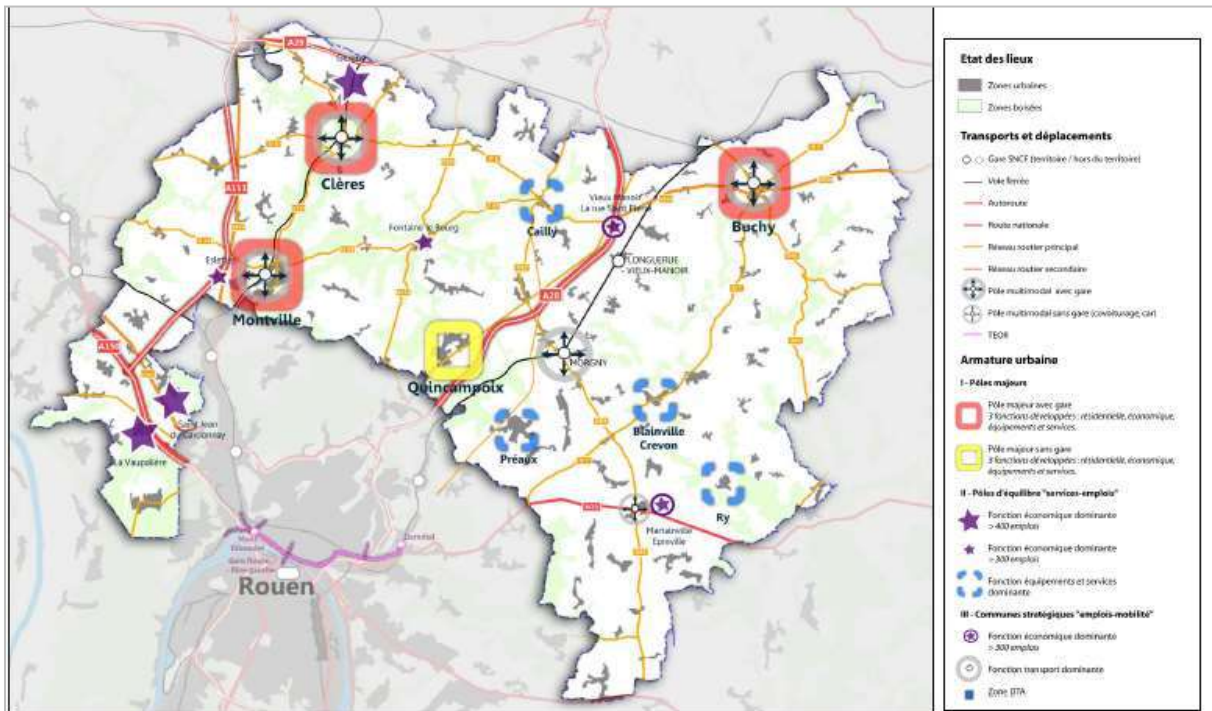 A29
Clères
A151
Vieux-Manoir
La rue Saint Pierre
Cailly
Buchy
Fontaine le Bourg
LONGUERUE
- VIEUX-MANOIR
Montville
A28
A150
Quincampoix
MORGNY
Saint Jean
du Cardonnay
La Vaupalière
Préaux
Blainville
Crevon
Ry
Martainville
Epreville
Darnétal
Rouen
Etat des lieux
Zones urbaines
Zones boisées
Transports et déplacements
Gare SNCF (territoire / hors du territoire)
Voie ferrée
Autoroute
Route nationale
Réseau routier principal
Réseau routier secondaire
Pôle multimodal avec gare
Pôle multimodal sans gare (covoiturage, car)
TEOR
Armature urbaine
I - Pôles majeurs
Pôle majeur avec gare
3 fonctions développées : résidentielle, économique,
équipements et services.
Pôle majeur sans gare
3 fonctions développées : résidentielle, économique,
équipements et services.
II - Pôles d'équilibre "services-emplois"
Fonction économique dominante
> 400 emplois
Fonction économique dominante
> 300 emplois
Fonction équipements et services
dominante
III - Communes stratégiques "emplois-mobilité"
Fonction économique dominante
> 300 emplois
Fonction transport dominante
Zone DTA